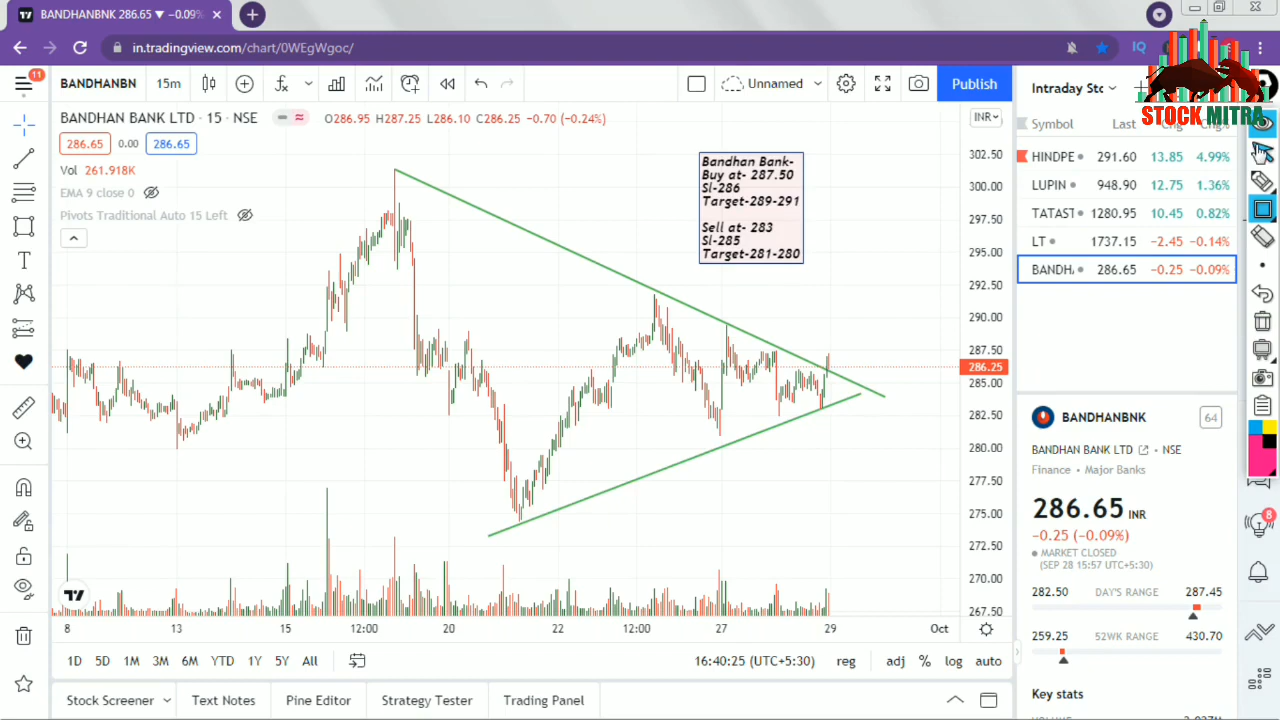 BANDHANBNK 286.65 ▼ −0.09%
in.tradingview.com/chart/0WEgWgoc/
IQ
11
BANDHANBN
15m
Unnamed
Publish
Intraday Stc
STOCK MITRA
BANDHAN BANK LTD · 15 · NSE
O286.95 H287.25 L286.10 C286.25 −0.70 (−0.24%)
INR
286.65 0.00 286.65
Vol 261.918K
EMA 9 close 0
Pivots Traditional Auto 15 Left
Bandhan Bank-
Buy at- 287.50
Sl-286
Target-289-291
Sell at- 283
Sl-285
Target-281-280
302.50
300.00
297.50
295.00
292.50
290.00
287.50
286.25
285.00
282.50
280.00
277.50
275.00
272.50
270.00
267.50
8 13 15 12:00 20 22 12:00 27 29 Oct
1D 5D 1M 3M 6M YTD 1Y 5Y All
16:40:25 (UTC+5:30) reg adj % log auto
Stock Screener Text Notes Pine Editor Strategy Tester Trading Panel
Symbol Last Chg Chg%
HINDPE 291.60 13.85 4.99%
LUPIN 948.90 12.75 1.36%
TATAST 1280.95 10.45 0.82%
LT 1737.15 −2.45 −0.14%
BANDHA 286.65 −0.25 −0.09%
BANDHANBNK 64
BANDHAN BANK LTD · NSE
Finance · Major Banks
286.65 INR
−0.25 (−0.09%)
MARKET CLOSED
(SEP 28 15:57 UTC+5:30)
282.50 DAY'S RANGE 287.45
259.25 52WK RANGE 430.70
8
Key stats